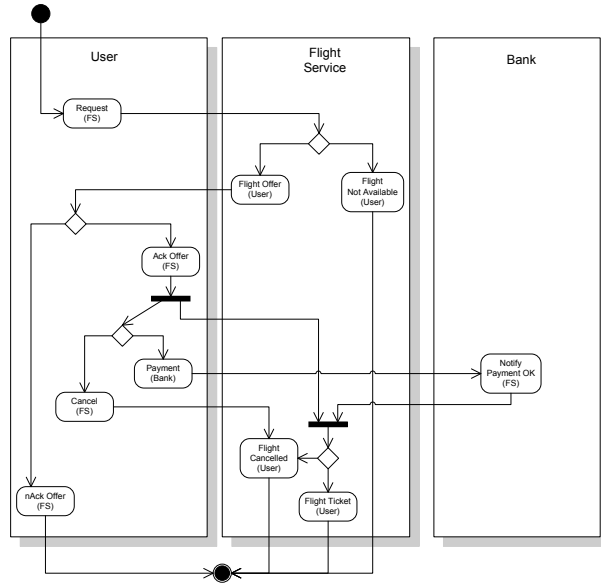 User
Flight
Service
Bank
Request
(FS)
Flight Offer
(User)
Flight
Not Available
(User)
Ack Offer
(FS)
Payment
(Bank)
Notify
Payment OK
(FS)
Cancel
(FS)
Flight
Cancelled
(User)
nAck Offer
(FS)
Flight Ticket
(User)